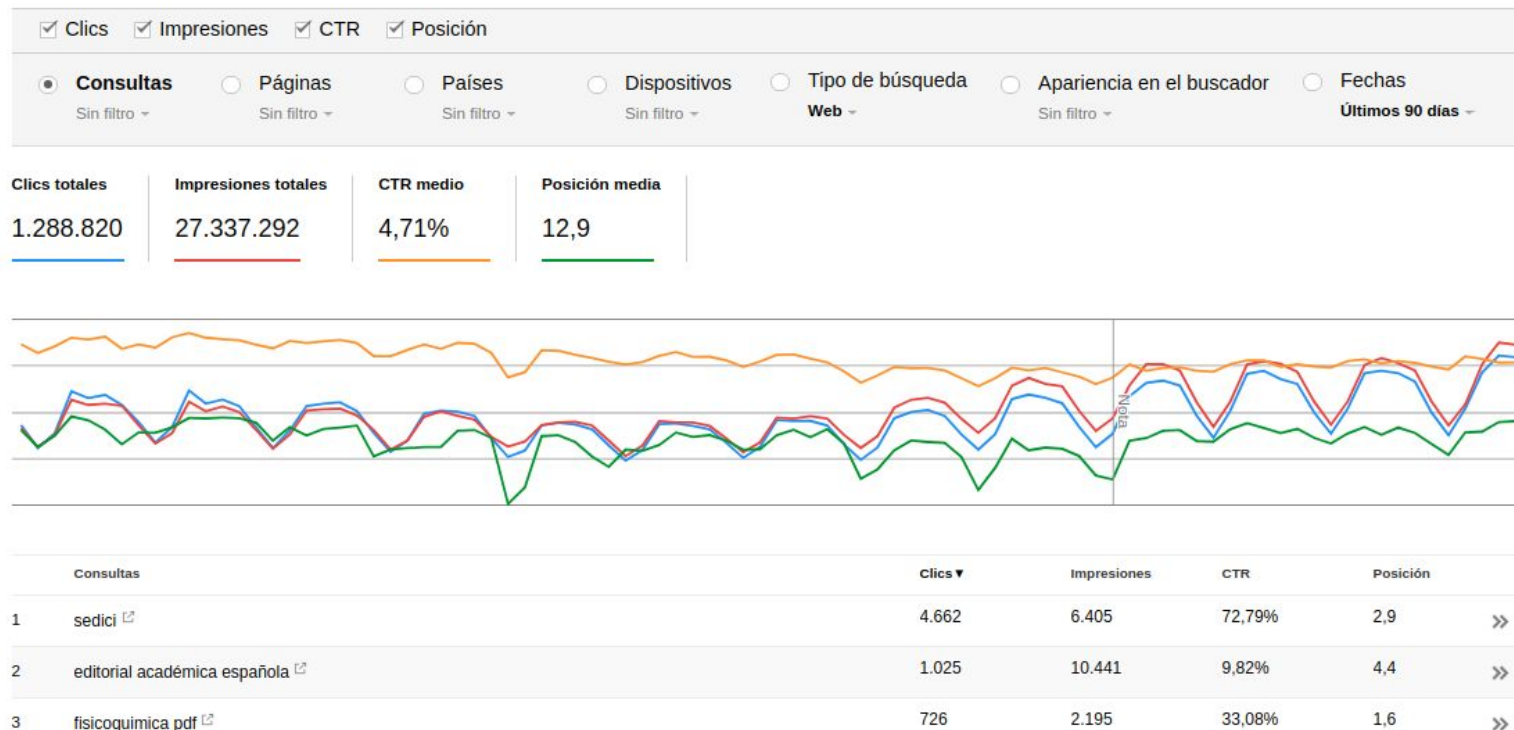 Clics Impresiones CTR Posición
Consultas Páginas Países Dispositivos Tipo de búsqueda Apariencia en el buscador Fechas
Sin filtro Sin filtro Sin filtro Sin filtro Web Sin filtro Últimos 90 días
Clics totales Impresiones totales CTR medio Posición media
1.288.820 27.337.292 4,71% 12,9
Nota
Consultas Clics▼ Impresiones CTR Posición
1 sedici 4.662 6.405 72,79% 2,9 »
2 editorial académica española 1.025 10.441 9,82% 4,4 »
3 fisicoquimica pdf 726 2.195 33,08% 1,6 »